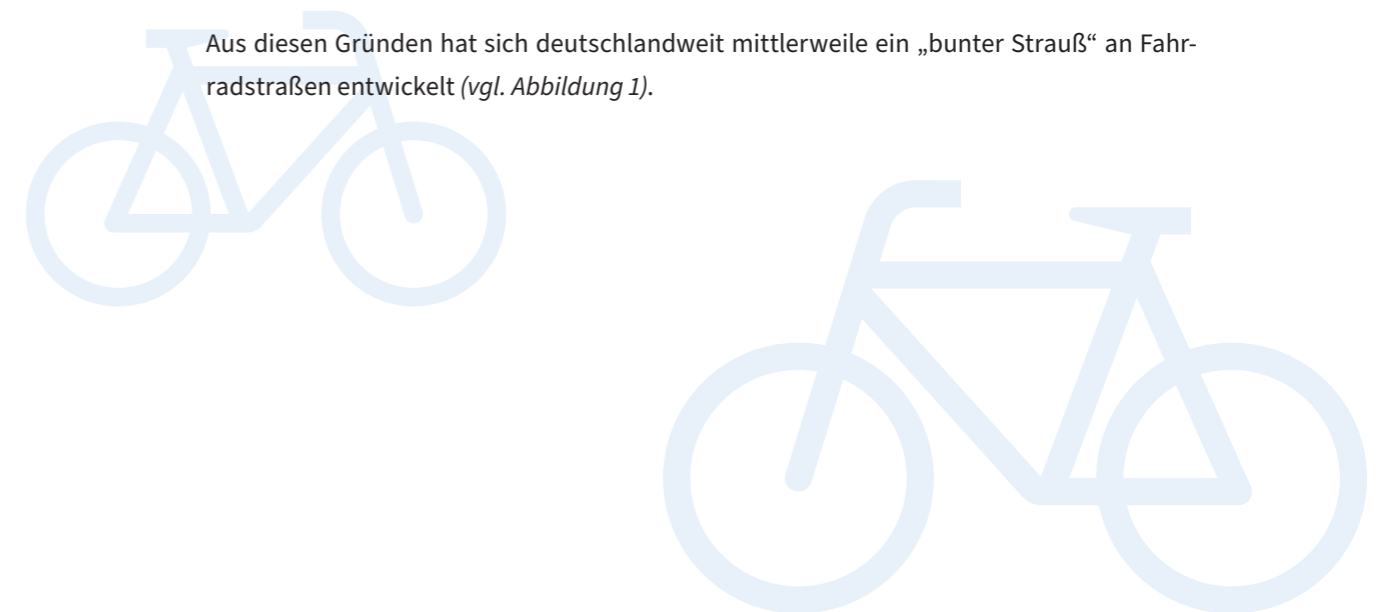 Aus diesen Gründen hat sich deutschlandweit mittlerweile ein „bunter Strauß“ an Fahr-
radstraßen entwickelt (vgl. Abbildung 1).